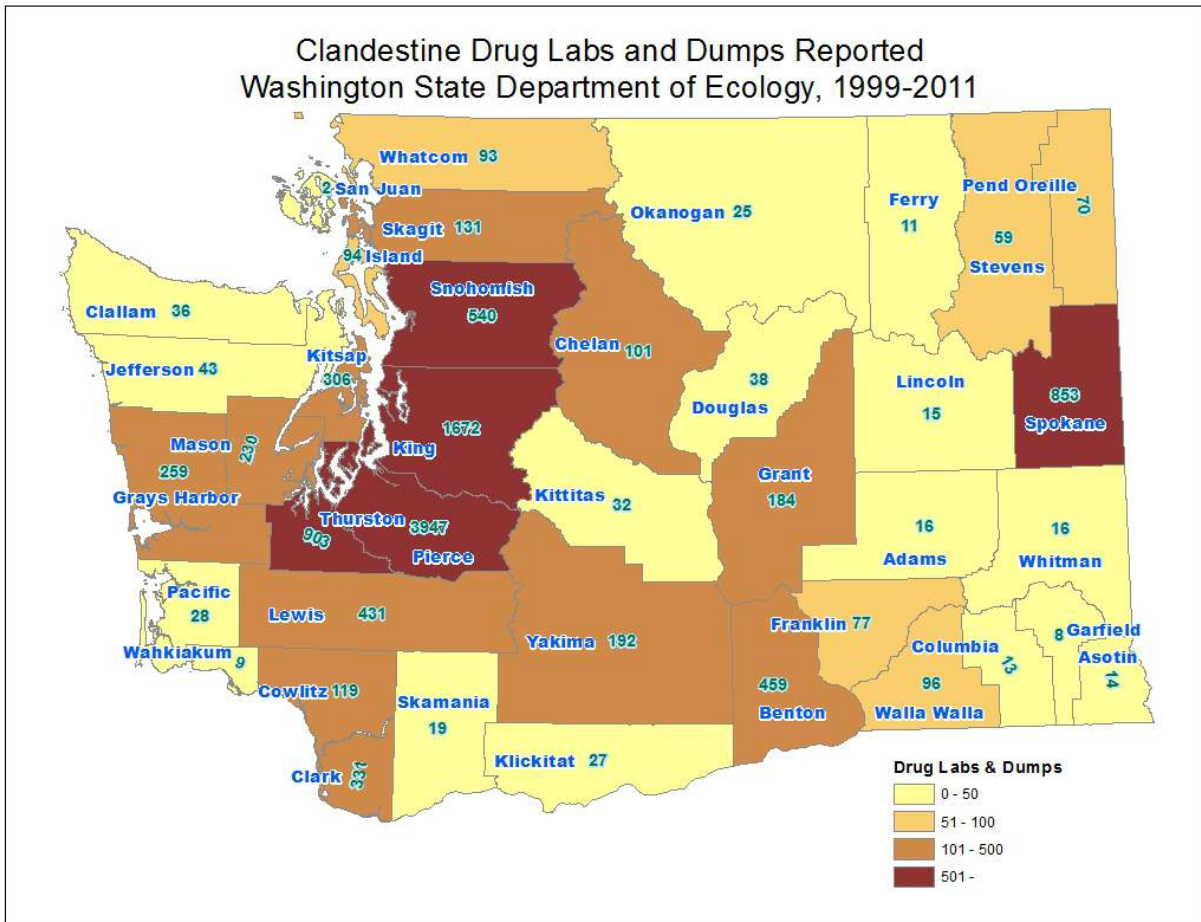 Clandestine Drug Labs and Dumps Reported
Washington State Department of Ecology, 1999-2011
Whatcom 93
2 San Juan
Skagit 131
94 Island
Okanogan 25
Ferry
11
Pend Oreille
70
59
Stevens
Clallam 36
Snohomish
540
Jefferson 43
Kitsap
306
Chelan
101
38
Douglas
Lincoln
15
853
Spokane
Mason
230
259
Grays Harbor
1672
King
Kittitas 32
Grant
184
16
Adams
16
Whitman
Thurston
903
3947
Pierce
Pacific
28
Lewis 431
Yakima 192
Franklin 77
Columbia
13
8
Garfield
Asotin
14
Wahkiakum
9
Cowlitz 119
Skamania
19
459
Benton
96
Walla Walla
Clark 331
Klickitat 27
Drug Labs & Dumps
0 - 50
51 - 100
101 - 500
501 -